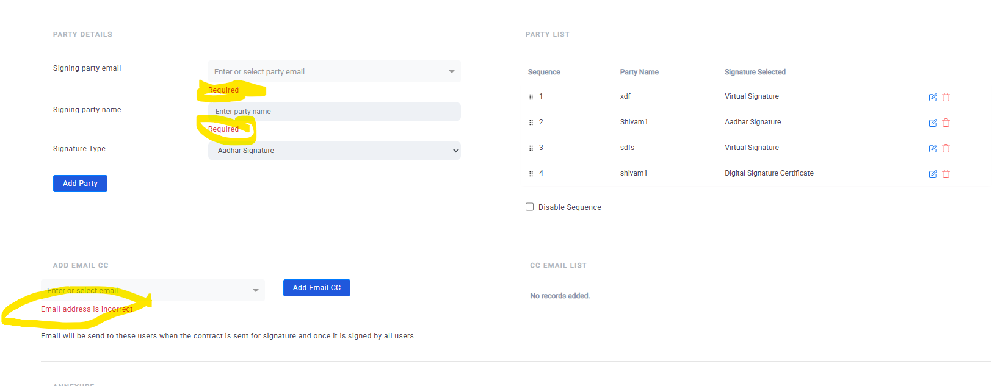 PARTY DETAILS
Signing party email
Enter or select party email
Required
Signing party name
Enter party name
Required
Signature Type
Aadhar Signature
Add Party
PARTY LIST
Sequence Party Name Signature Selected
1 xdf Virtual Signature
2 Shivam1 Aadhar Signature
3 sdfs Virtual Signature
4 shivam1 Digital Signature Certificate
Disable Sequence
ADD EMAIL CC
Enter or select email
Add Email CC
Email address is incorrect
Email will be send to these users when the contract is sent for signature and once it is signed by all users
CC EMAIL LIST
No records added.
ANNEXURE